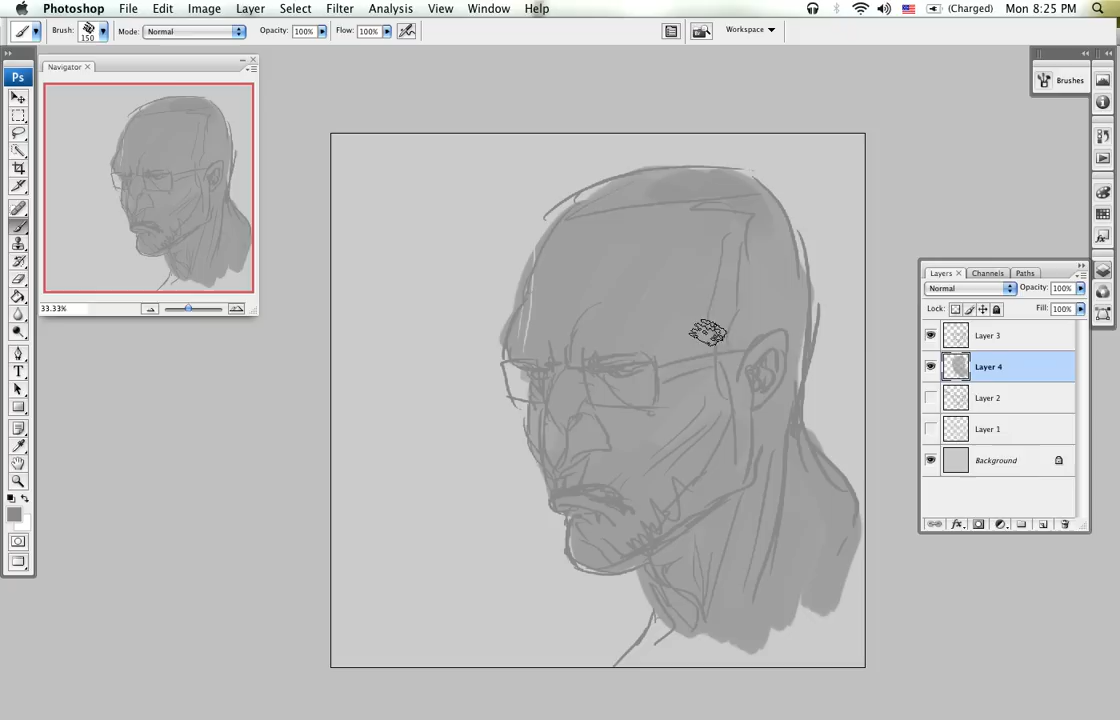 Photoshop File Edit Image Layer Select Filter Analysis View Window Help (Charged) Mon 8:25 PM
Brush: 150 Mode: Normal Opacity: 100% Flow: 100% Workspace
Navigator
Ps
Brushes
33.33%
Layers Channels Paths
Normal Opacity: 100%
Lock: Fill: 100%
Layer 3
Layer 4
Layer 2
Layer 1
Background
fx
T